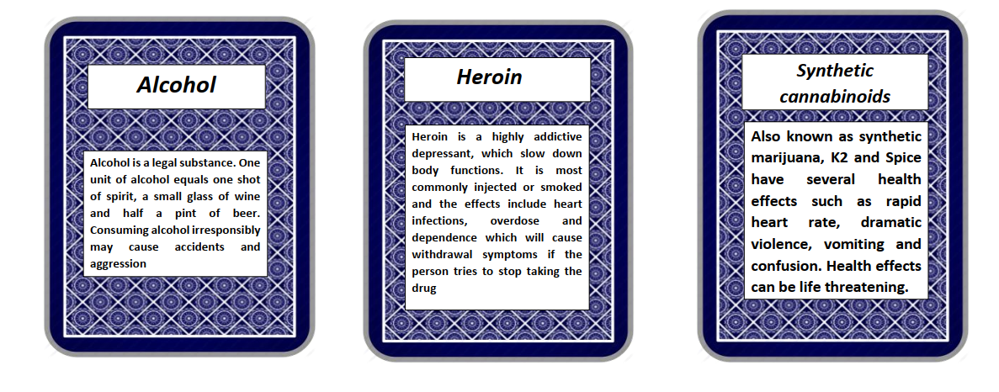 Alcohol
Alcohol is a legal substance. One
unit of alcohol equals one shot
of spirit, a small glass of wine
and half a pint of beer.
Consuming alcohol irresponsibly
may cause accidents and
aggression
Heroin
Heroin is a highly addictive
depressant, which slow down
body functions. It is most
commonly injected or smoked
and the effects include heart
infections, overdose and
dependence which will cause
withdrawal symptoms if the
person tries to stop taking the
drug
Synthetic
cannabinoids
Also known as synthetic
marijuana, K2 and Spice
have several health
effects such as rapid
heart rate, dramatic
violence, vomiting and
confusion. Health effects
can be life threatening.